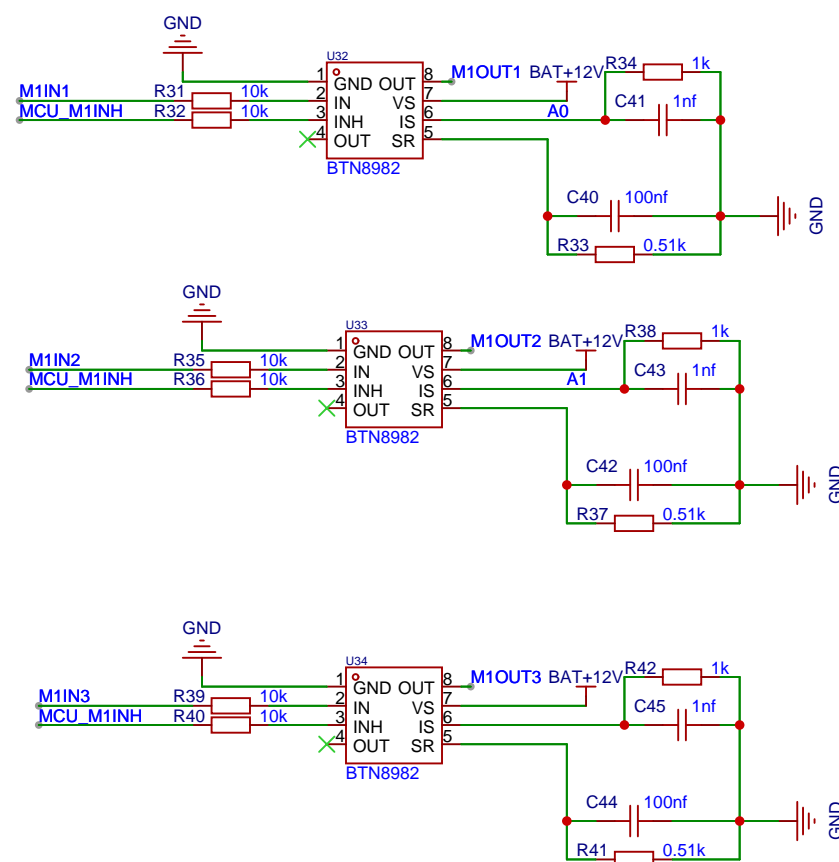 GND
U32
1 GND OUT 8 M1OUT1 BAT+12V R34 1k
M1IN1 R31 10k 2 IN VS 7 C41 1nf
MCU_M1INH R32 10k 3 INH IS 6 A0
4 OUT SR 5
BTN8982
C40 100nf
GND
R33 0.51k
GND
U33
1 GND OUT 8 M1OUT2 BAT+12V R38 1k
M1IN2 R35 10k 2 IN VS 7 C43 1nf
MCU_M1INH R36 10k 3 INH IS 6 A1
4 OUT SR 5
BTN8982
C42 100nf
GND
R37 0.51k
GND
U34
1 GND OUT 8 M1OUT3 BAT+12V R42 1k
M1IN3 R39 10k 2 IN VS 7 C45 1nf
MCU_M1INH R40 10k 3 INH IS 6
4 OUT SR 5
BTN8982
C44 100nf
GND
R41 0.51k